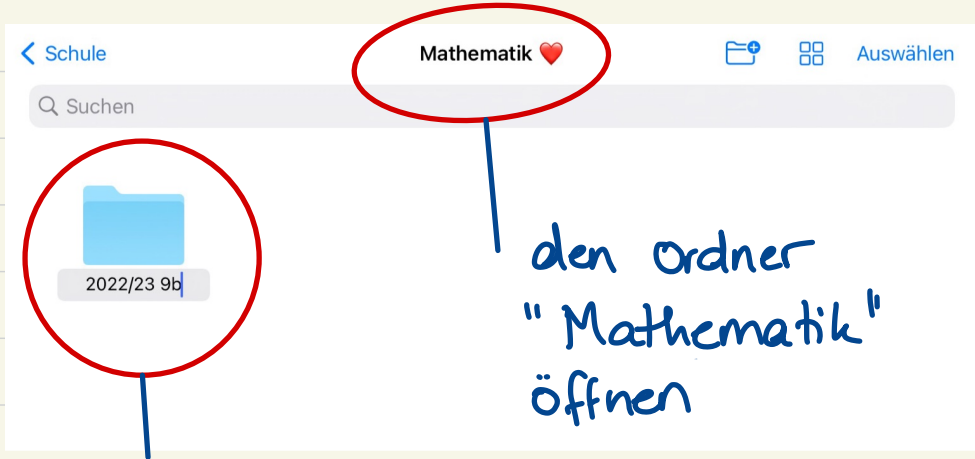 Schule
Mathematik ❤️
Auswählen
Suchen
2022/23 9b
den Ordner
"Mathematik"
öffnen